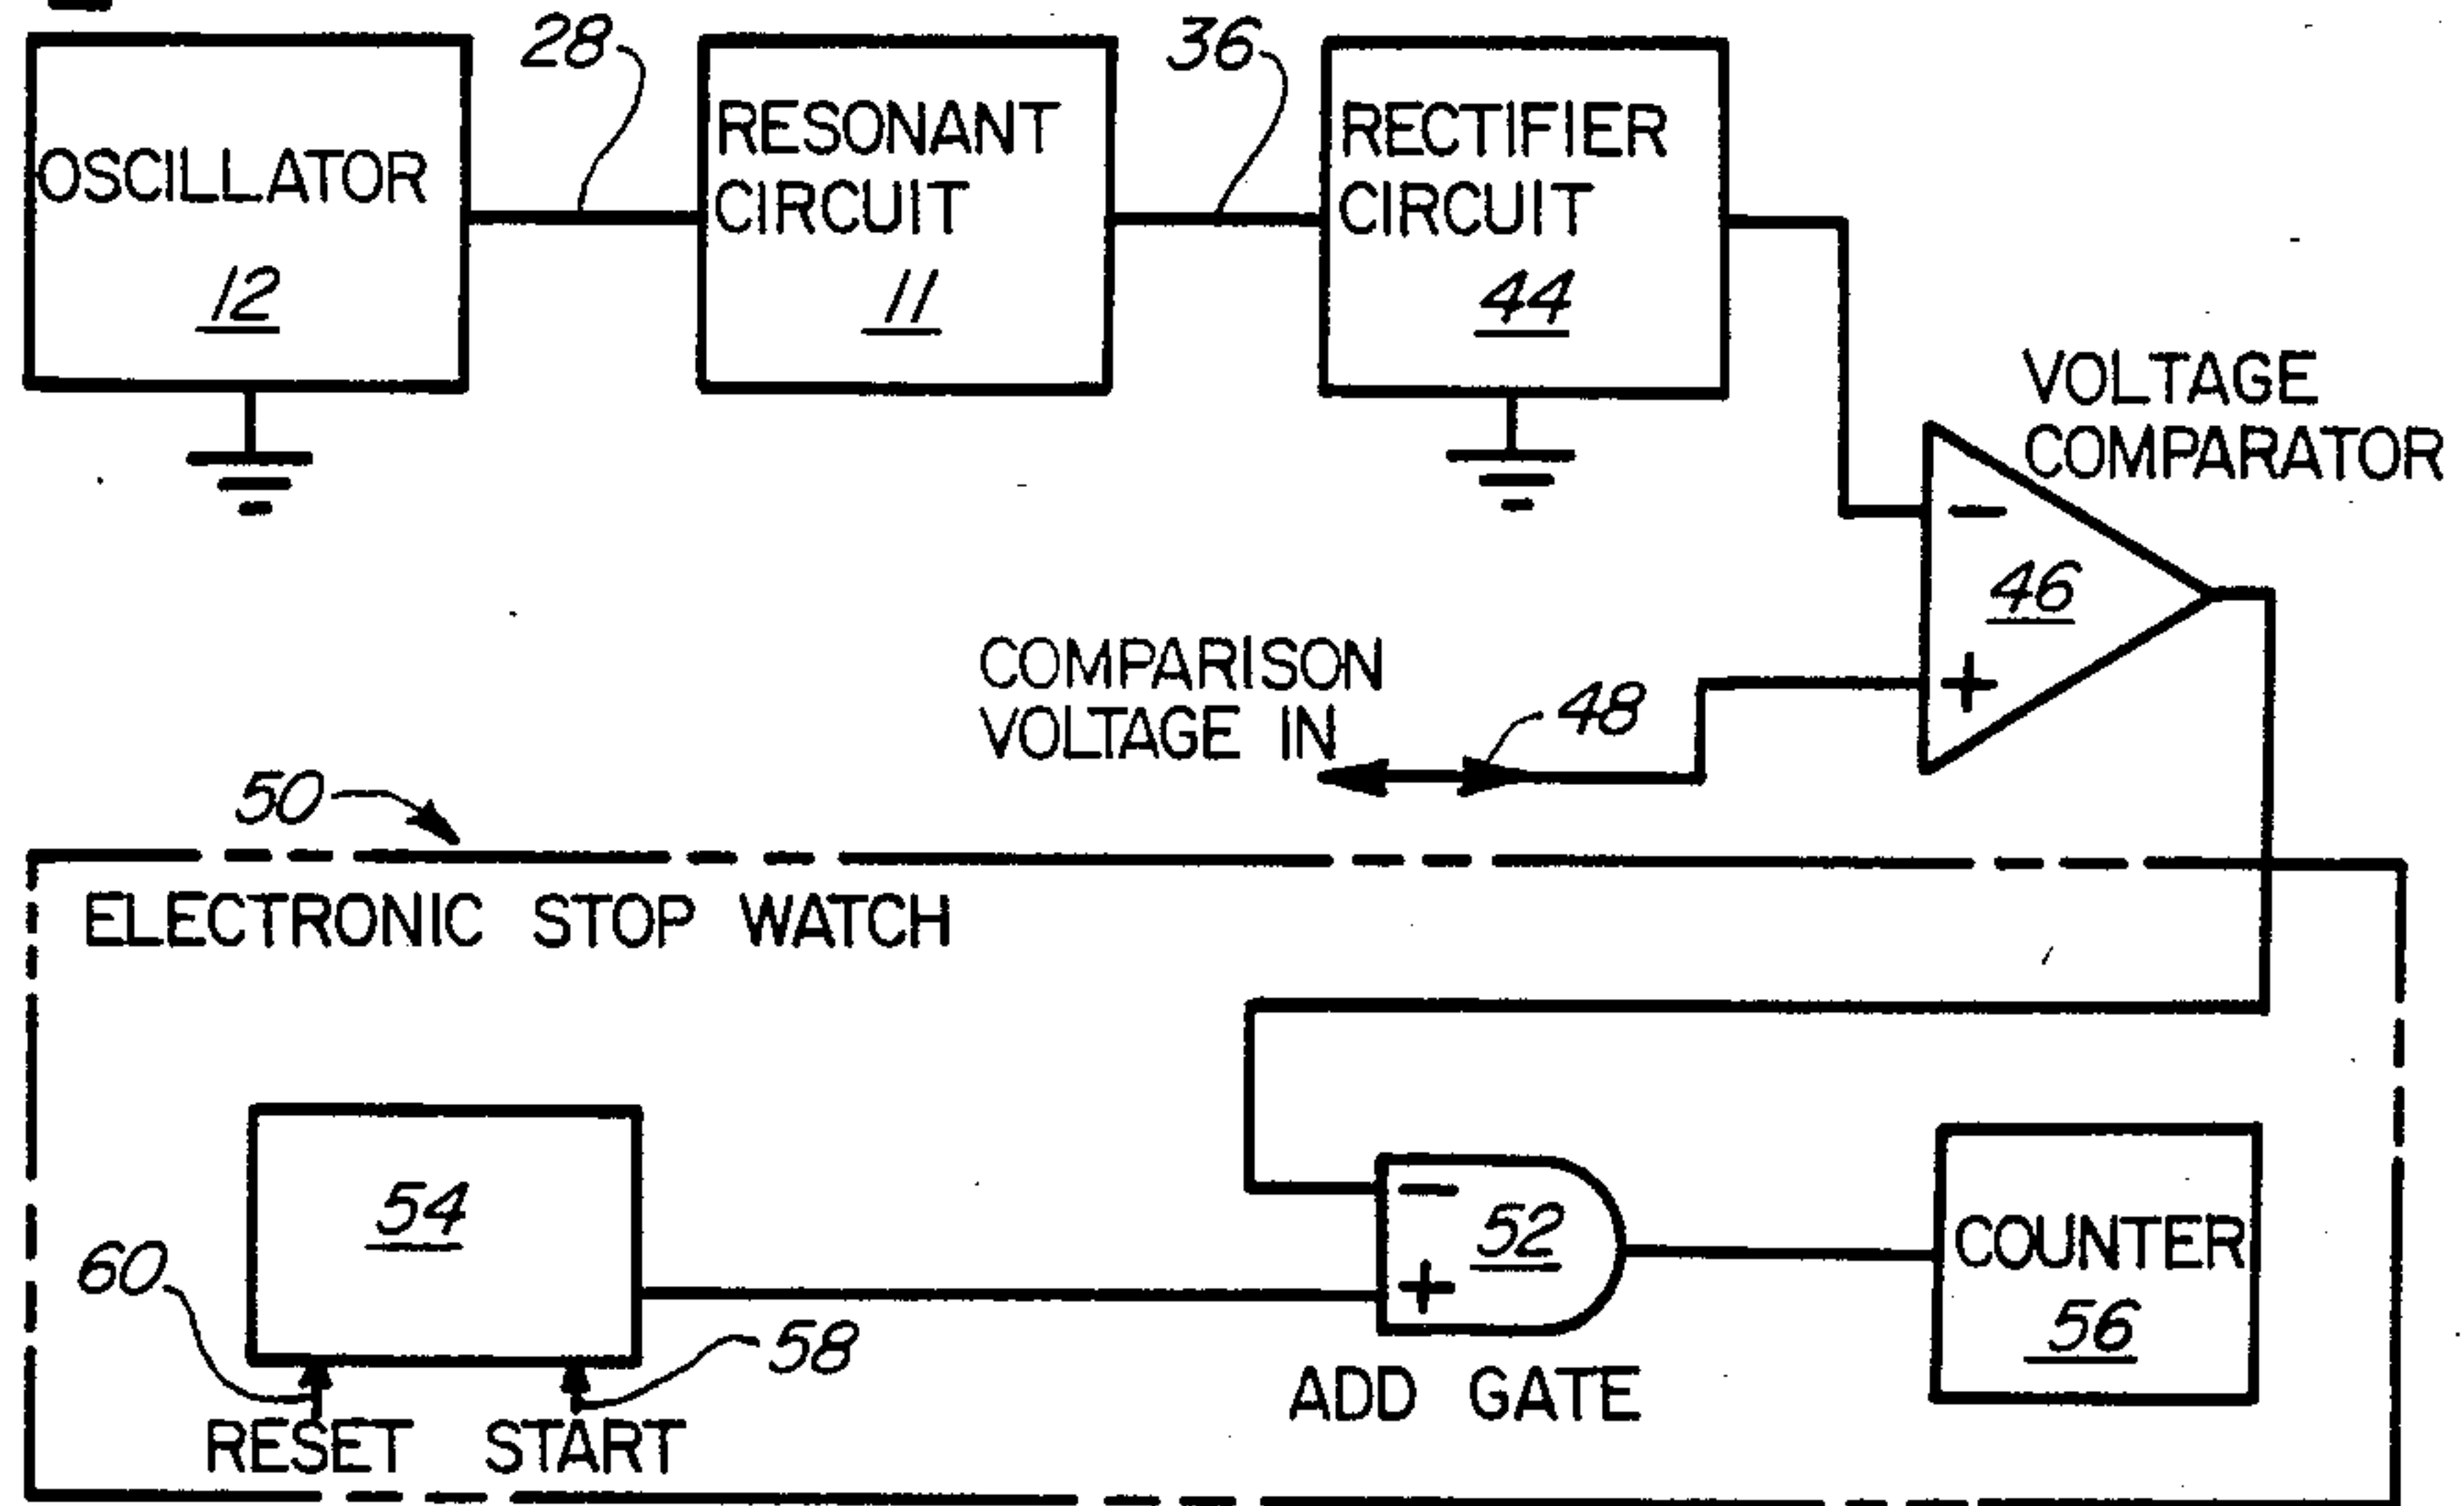 28
36
OSCILLATOR
12
RESONANT
CIRCUIT
11
RECTIFIER
CIRCUIT
44
VOLTAGE
COMPARATOR
−
46
+
COMPARISON
VOLTAGE IN
48
50
ELECTRONIC STOP WATCH
54
60
58
RESET START
−
52
+
ADD GATE
COUNTER
56